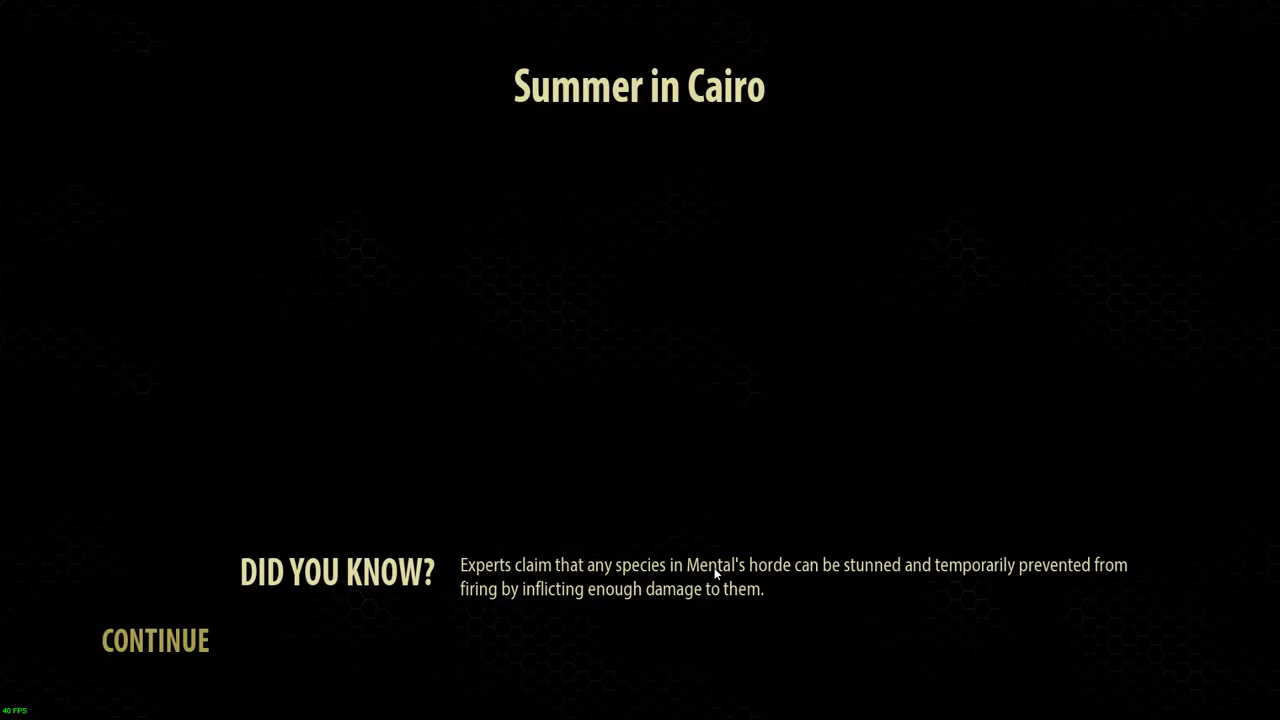 Summer in Cairo
DID YOU KNOW?
Experts claim that any species in Mental's horde can be stunned and temporarily prevented from
firing by inflicting enough damage to them.
CONTINUE
40 FPS